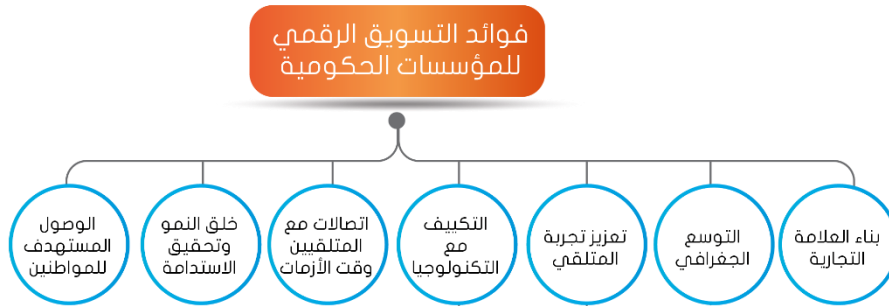 فوائد التسويق الرقمي
للمؤسسات الحكومية
بناء العلامة
التجارية
التوسع
الجغرافي
تعزيز تجربة
المتلقي
التكييف
مع
التكنولوجيا
اتصالات مع
المتلقيين
وقت الأزمات
خلق النمو
وتحقيق
الاستدامة
الوصول
المستهدف
للمواطنين